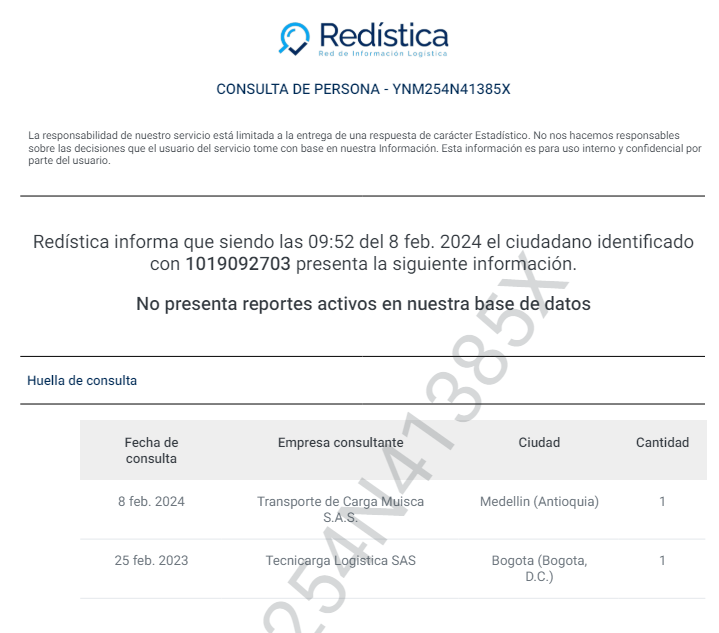 Redística
Red de Información Logística
CONSULTA DE PERSONA - YNM254N41385X
La responsabilidad de nuestro servicio está limitada a la entrega de una respuesta de carácter Estadístico. No nos hacemos responsables
sobre las decisiones que el usuario del servicio tome con base en nuestra Información. Esta información es para uso interno y confidencial por
parte del usuario.
Redística informa que siendo las 09:52 del 8 feb. 2024 el ciudadano identificado
con 1019092703 presenta la siguiente información.
No presenta reportes activos en nuestra base de datos
Huella de consulta
Fecha de consulta Empresa consultante Ciudad Cantidad
8 feb. 2024 Transporte de Carga Muisca S.A.S. Medellin (Antioquia) 1
25 feb. 2023 Tecnicarga Logística SAS Bogota (Bogota, D.C.) 1
254N41385X